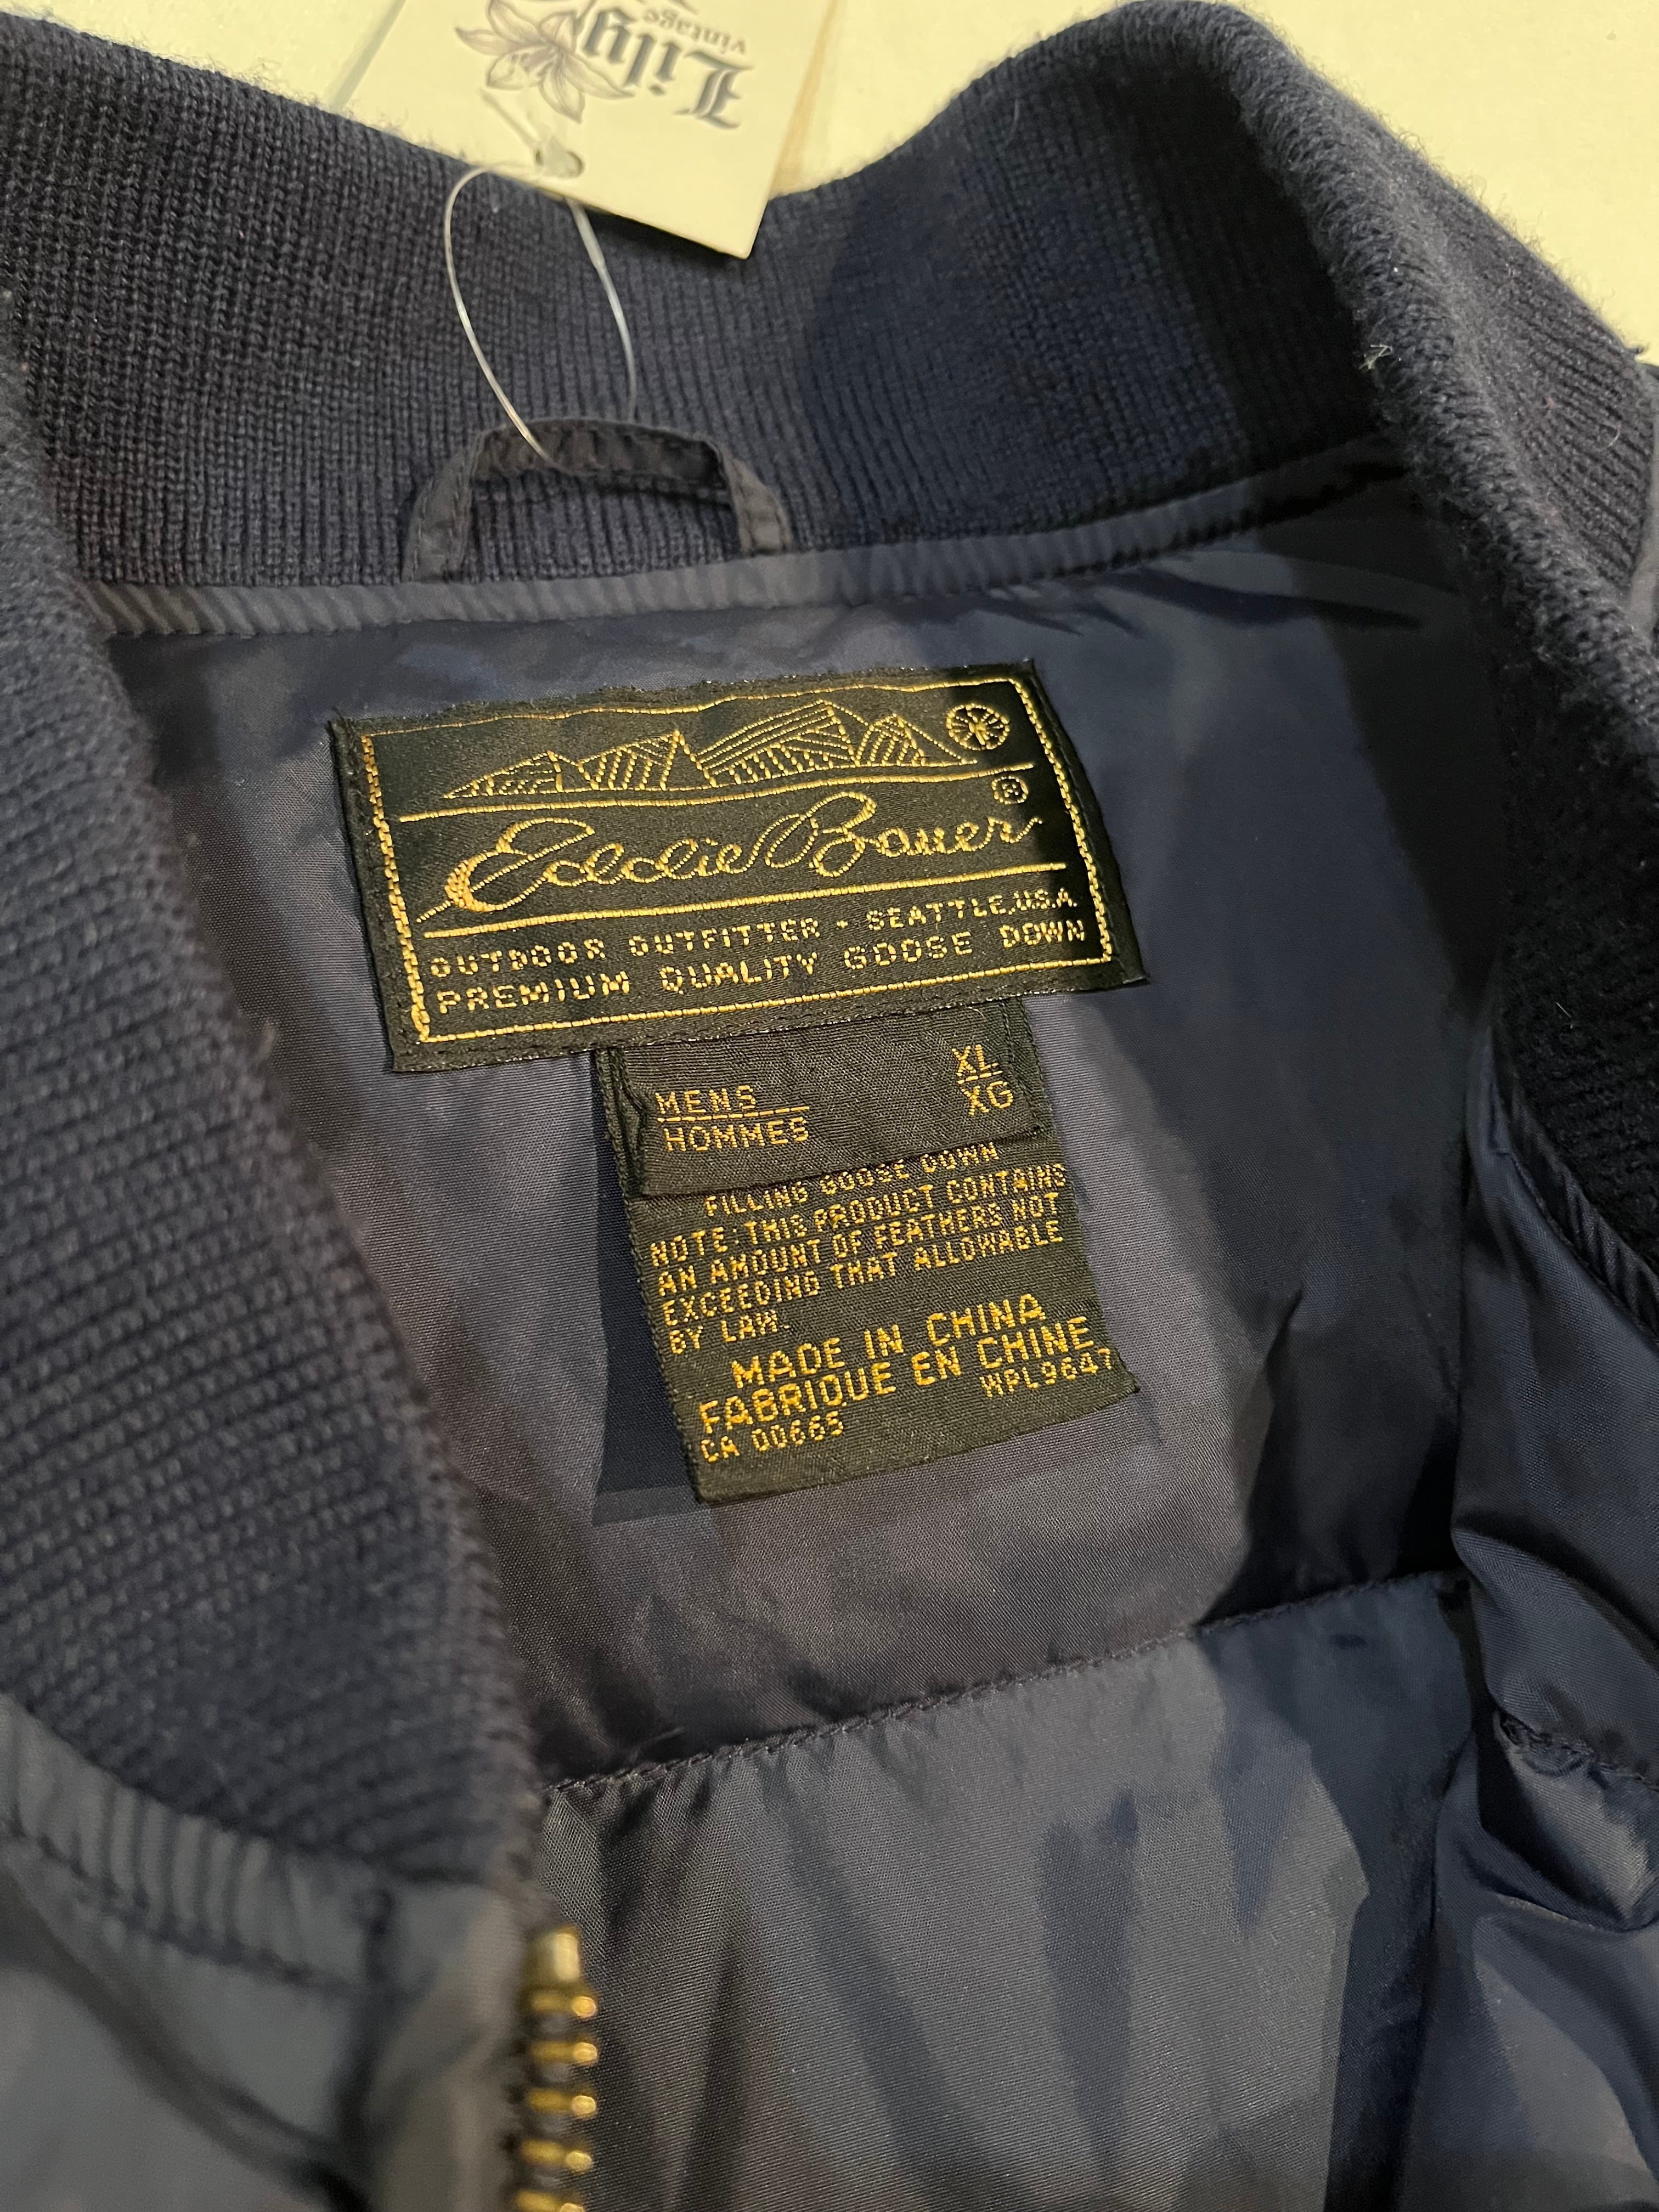 Lily
vintage
Eddie Bauer ®
OUTDOOR OUTFITTER - SEATTLE, U.S.A
PREMIUM QUALITY GOOSE DOWN
MENS
HOMMES
XL
XG
FILLING GOOSE DOWN
NOTE: THIS PRODUCT CONTAINS
AN AMOUNT OF FEATHERS NOT
EXCEEDING THAT ALLOWABLE
BY LAW.
MADE IN CHINA
FABRIQUE EN CHINE
WPL9647
CA 00665